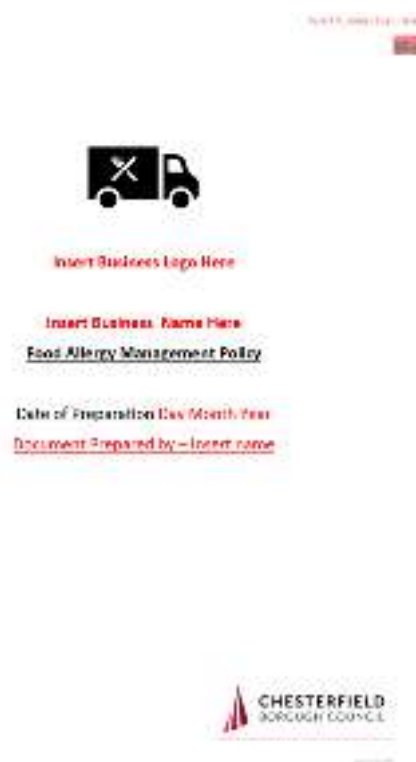 Insert Business Logo Here
Insert Business Name Here
Food Allergy Management Policy
Date of Preparation Day Month Year
Document Prepared by – Insert name
CHESTERFIELD
BOROUGH COUNCIL